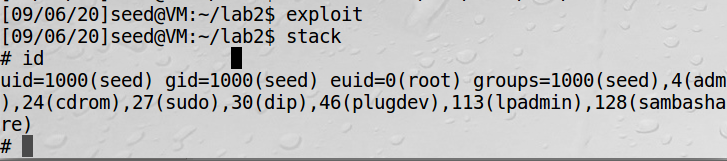 [09/06/20]seed@VM:~/lab2$ exploit
[09/06/20]seed@VM:~/lab2$ stack
# id
uid=1000(seed) gid=1000(seed) euid=0(root) groups=1000(seed),4(adm
),24(cdrom),27(sudo),30(dip),46(plugdev),113(lpadmin),128(sambasha
re)
#